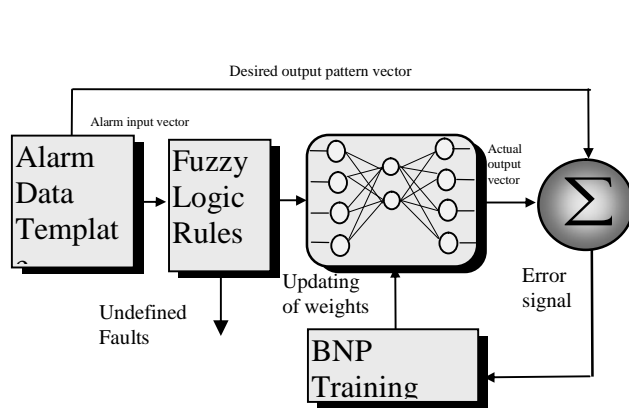 Desired output pattern vector
Alarm input vector
Alarm
Data
Templat
Fuzzy
Logic
Rules
Actual
output
vector
Σ
Undefined
Faults
Updating
of weights
Error
signal
BNP
Training